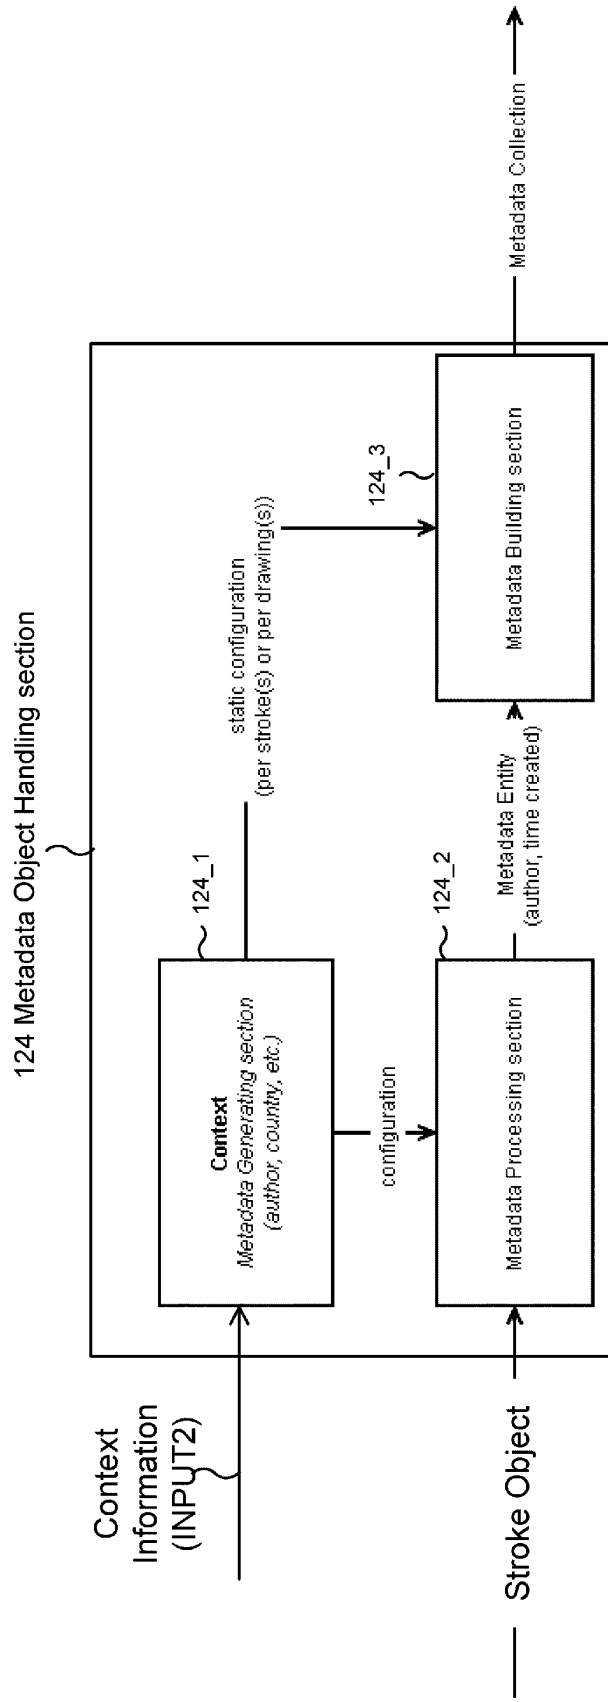 124 Metadata Object Handling section
Context
Information
(INPUT2)
124_1
Context
Metadata Generating section
(author, country, etc.)
static configuration
(per stroke(s) or per drawing(s))
configuration
124_2
124_3
Stroke Object
Metadata Processing section
Metadata Entity
(author, time created)
Metadata Building section
Metadata Collection